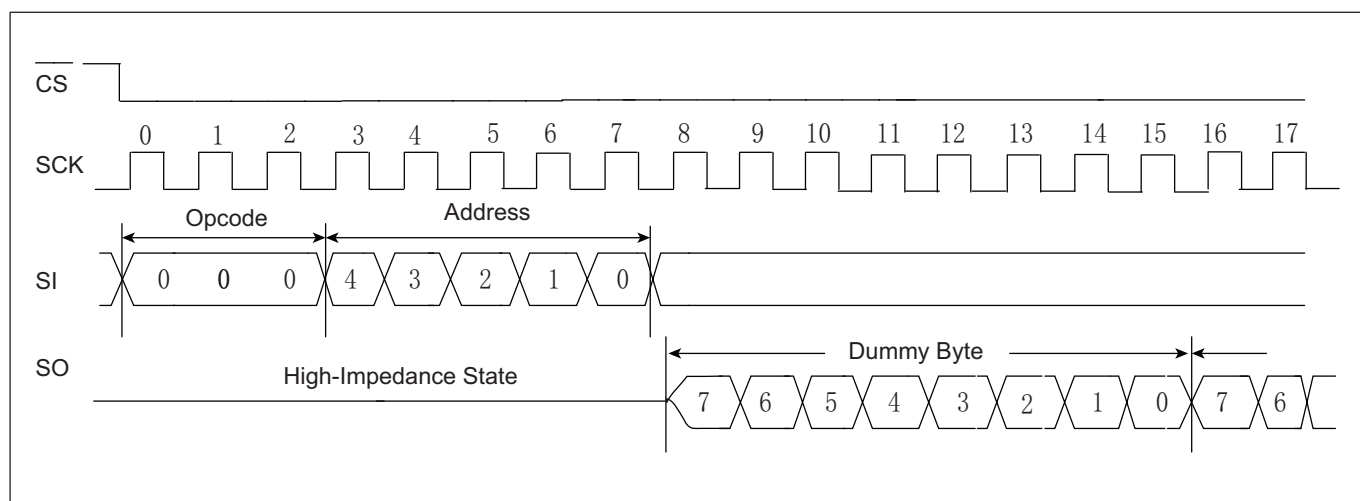 CS
0 1 2 3 4 5 6 7 8 9 10 11 12 13 14 15 16 17
SCK
Opcode Address
SI 0 0 0 4 3 2 1 0
SO High-Impedance State Dummy Byte
7 6 5 4 3 2 1 0 7 6